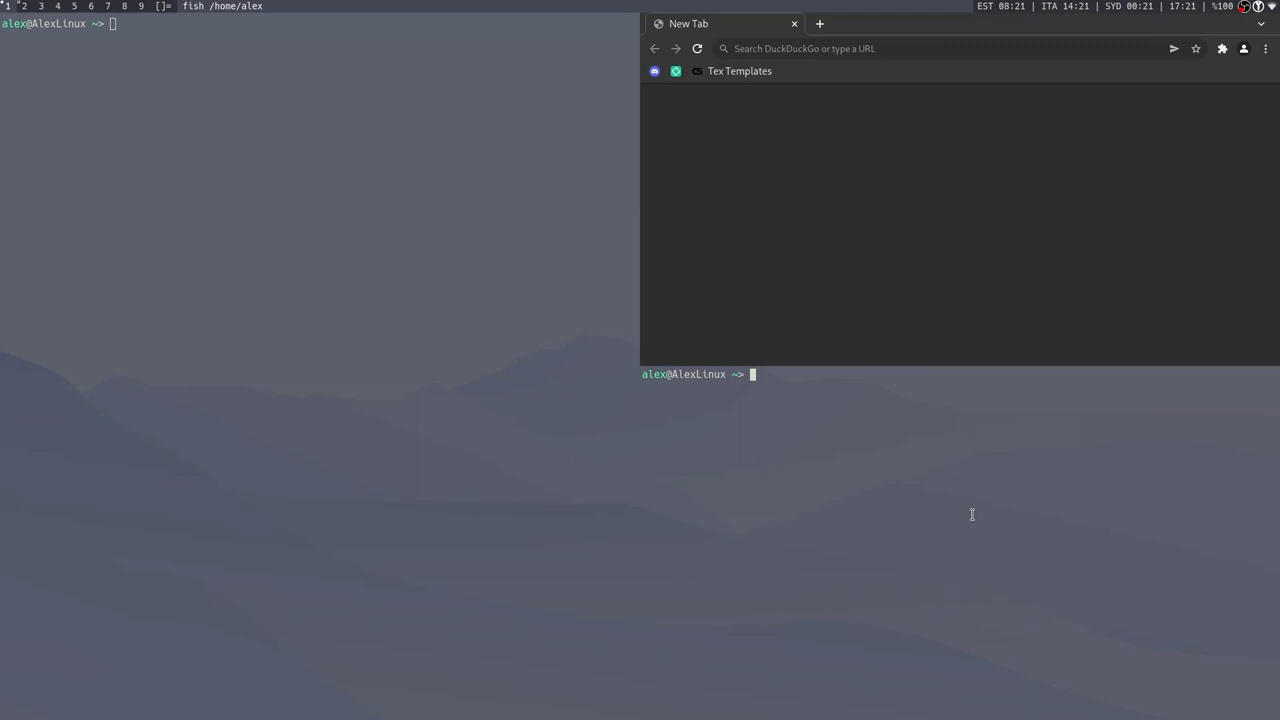 1 2 3 4 5 6 7 8 9 []= fish /home/alex
EST 08:21 | ITA 14:21 | SYD 00:21 | 17:21 | %100
alex@AlexLinux ~>
New Tab
Search DuckDuckGo or type a URL
CS Tex Templates
alex@AlexLinux ~>